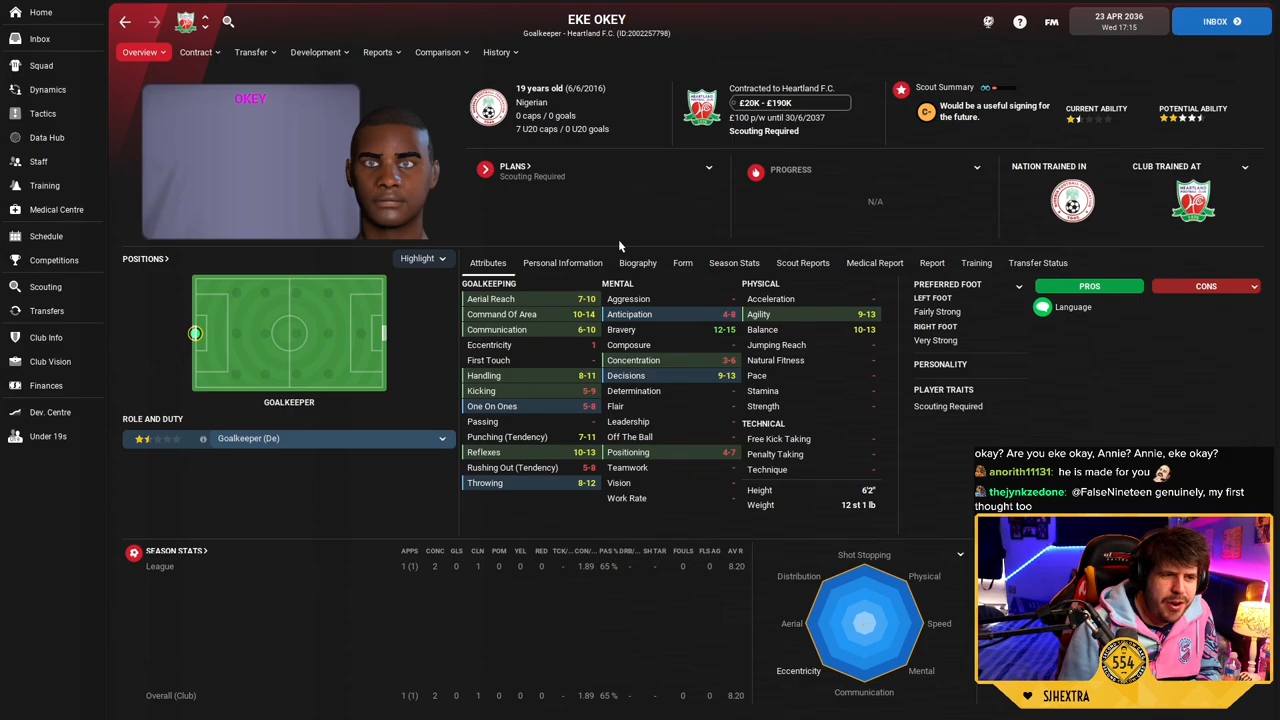 Home
Inbox
Squad
Dynamics
Tactics
Data Hub
Staff
Training
Medical Centre
Schedule
Competitions
Scouting
Transfers
Club Info
Club Vision
Finances
Dev. Centre
Under 19s
EKE OKEY
Goalkeeper - Heartland F.C. (ID:2002257798)
FM
23 APR 2036
Wed 17:15
INBOX
Overview
Contract
Transfer
Development
Reports
Comparison
History
OKEY
19 years old (6/6/2016)
Nigerian
0 caps / 0 goals
7 U20 caps / 0 U20 goals
Contracted to Heartland F.C.
£20K - £190K
£100 p/w until 30/6/2037
Scouting Required
Scout Summary
C-
Would be a useful signing for
the future.
CURRENT ABILITY
POTENTIAL ABILITY
PLANS
Scouting Required
PROGRESS
N/A
NATION TRAINED IN
CLUB TRAINED AT
POSITIONS
Highlight
GOALKEEPER
ROLE AND DUTY
Goalkeeper (De)
Attributes
Personal Information
Biography
Form
Season Stats
Scout Reports
Medical Report
Report
Training
Transfer Status
GOALKEEPING
Aerial Reach 7-10
Command Of Area 10-14
Communication 6-10
Eccentricity 1
First Touch -
Handling 8-11
Kicking 5-9
One On Ones 5-8
Passing -
Punching (Tendency) 7-11
Reflexes 10-13
Rushing Out (Tendency) 5-8
Throwing 8-12
MENTAL
Aggression -
Anticipation 4-8
Bravery 12-15
Composure -
Concentration 3-6
Decisions 9-13
Determination -
Flair -
Leadership -
Off The Ball -
Positioning 4-7
Teamwork -
Vision -
Work Rate -
PHYSICAL
Acceleration -
Agility 9-13
Balance 10-13
Jumping Reach -
Natural Fitness -
Pace -
Stamina -
Strength -
TECHNICAL
Free Kick Taking -
Penalty Taking -
Technique -
Height 6'2"
Weight 12 st 1 lb
PREFERRED FOOT
LEFT FOOT
Fairly Strong
RIGHT FOOT
Very Strong
PERSONALITY
PLAYER TRAITS
Scouting Required
PROS
CONS
Language
okay? Are you eke okay, Annie? Annie, eke okay?
anorith11131: he is made for you
thejynkzedone: @FalseNineteen genuinely, my first
thought too
SEASON STATS
APPS CONC GLS CLN POM YEL RED TCK/... CON/... PAS % DRB/... SH TAR FOULS FLS AG AV R
League 1 (1) 2 0 1 0 0 0 - 1.89 65 % - - 0 0 8.20
Overall (Club) 1 (1) 2 0 1 0 0 0 - 1.89 65 % - - 0 0 8.20
Shot Stopping
Distribution
Physical
Aerial
Speed
Eccentricity
Mental
Communication
554
SJHEXTRA